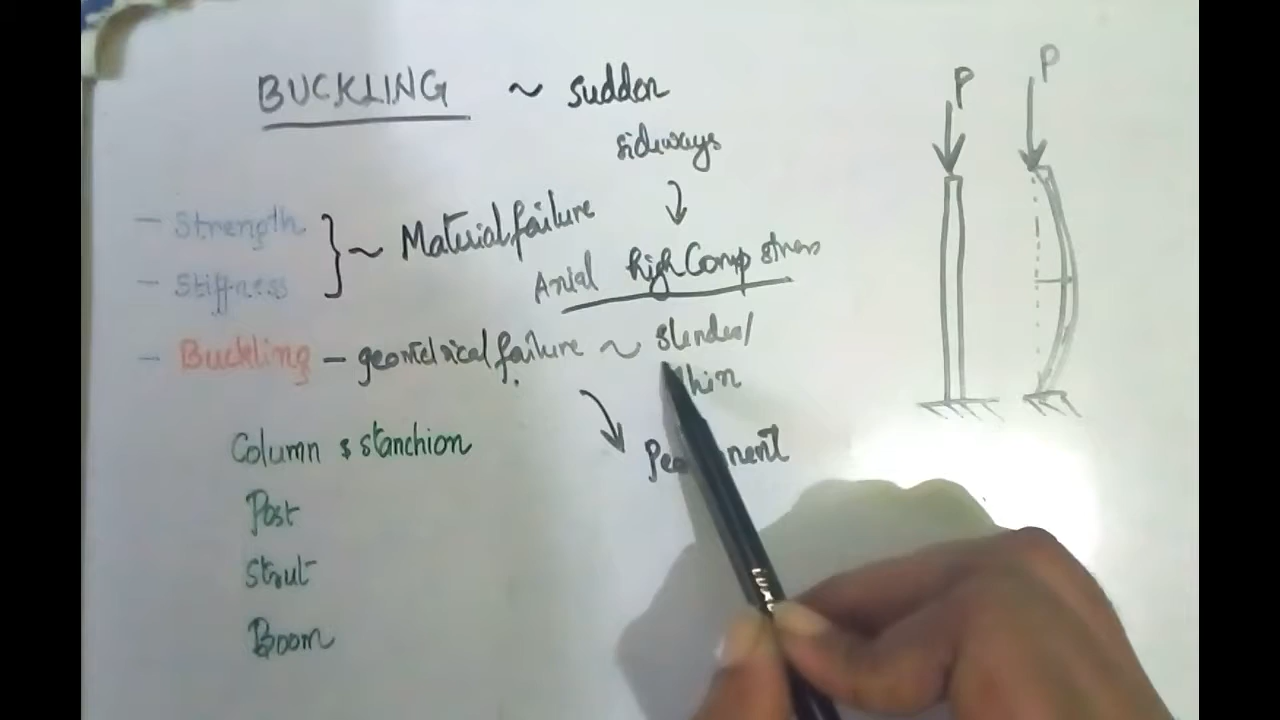 BUCKLING ~ sudden
sideways
- Strength
- Stiffness
} ~ Material failure
Axial high Comp stress
- Buckling - geometrical failure ~ slender/
thin
Column & stanchion
Post
Strut
Boom
P
P